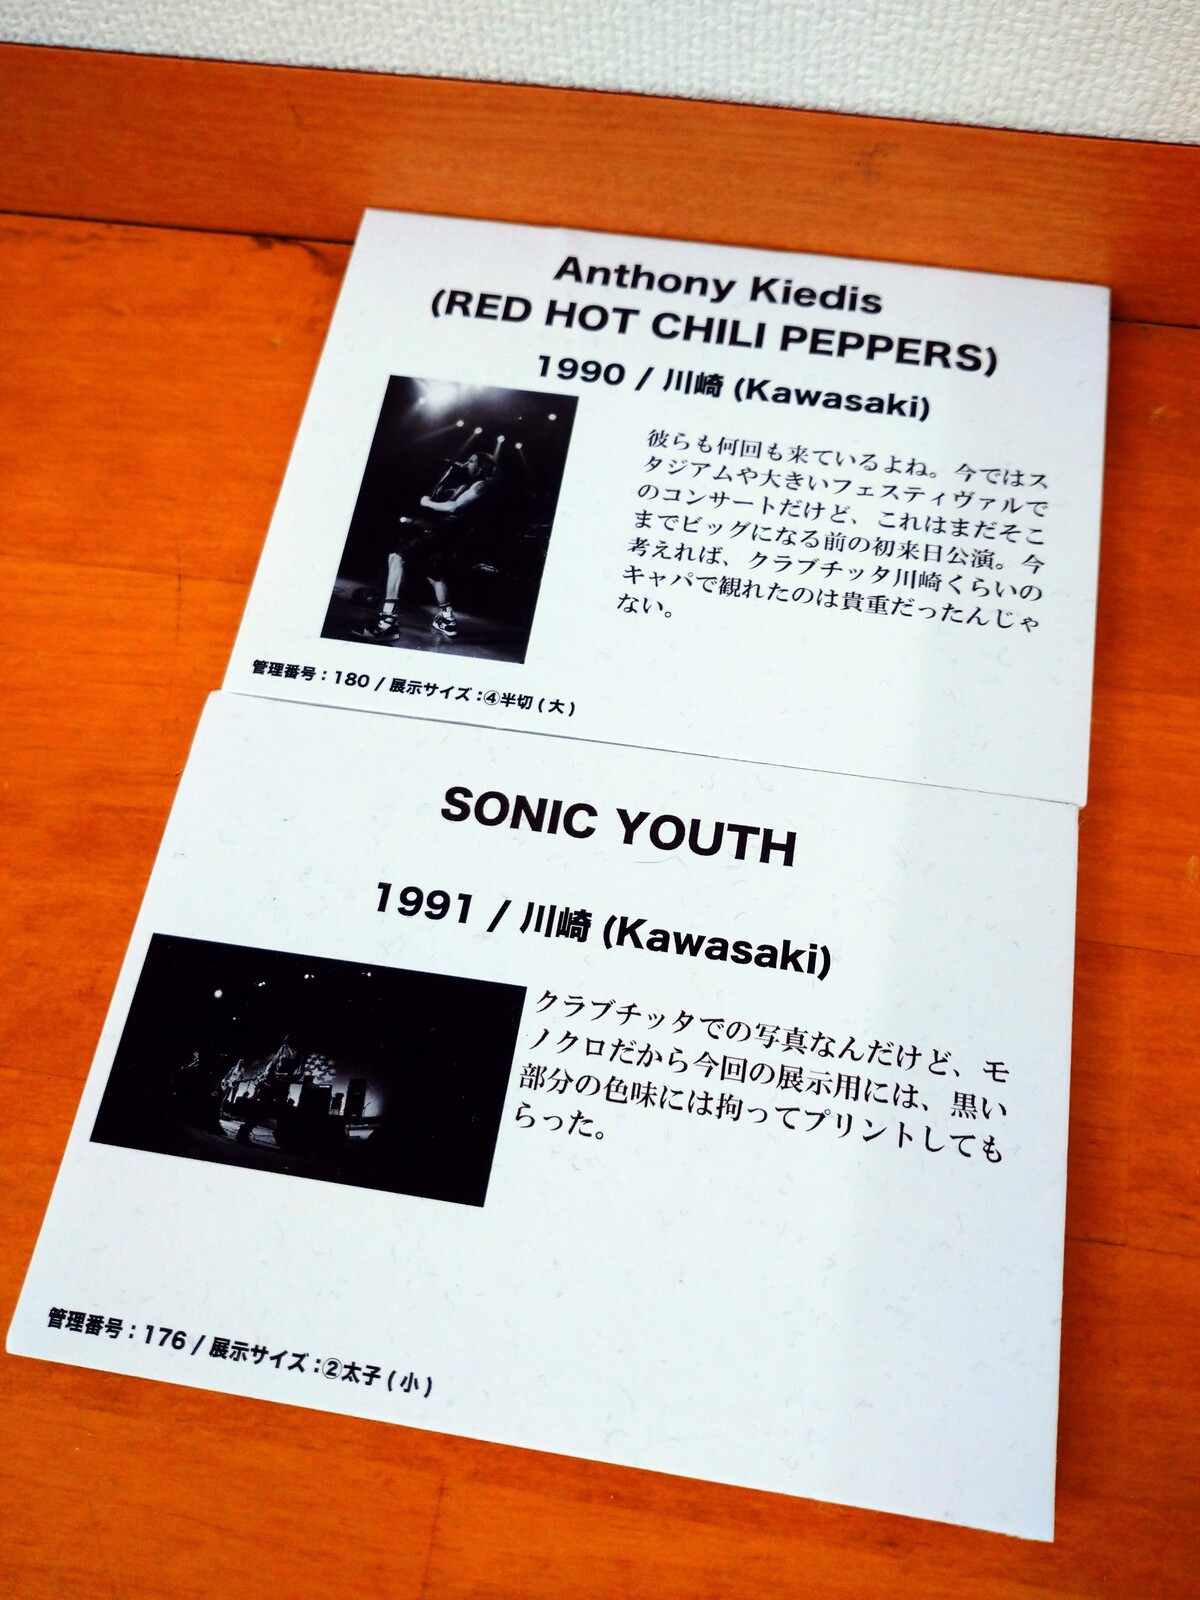 Anthony Kiedis
(RED HOT CHILI PEPPERS)
1990 / 川崎 (Kawasaki)
彼らも何回も来ているよね。今ではス
タジアムや大きいフェスティヴァルで
のコンサートだけど、これはまだそこ
までビッグになる前の初来日公演。今
考えれば、クラブチッタ川崎くらいの
キャパで観れたのは貴重だったんじゃ
ない。
管理番号：180 / 展示サイズ：④半切 ( 大 )
SONIC YOUTH
1991 / 川崎 (Kawasaki)
クラブチッタでの写真なんだけど、モ
ノクロだから今回の展示用には、黒い
部分の色味には拘ってプリントしても
らった。
管理番号：176 / 展示サイズ：②太子 ( 小 )